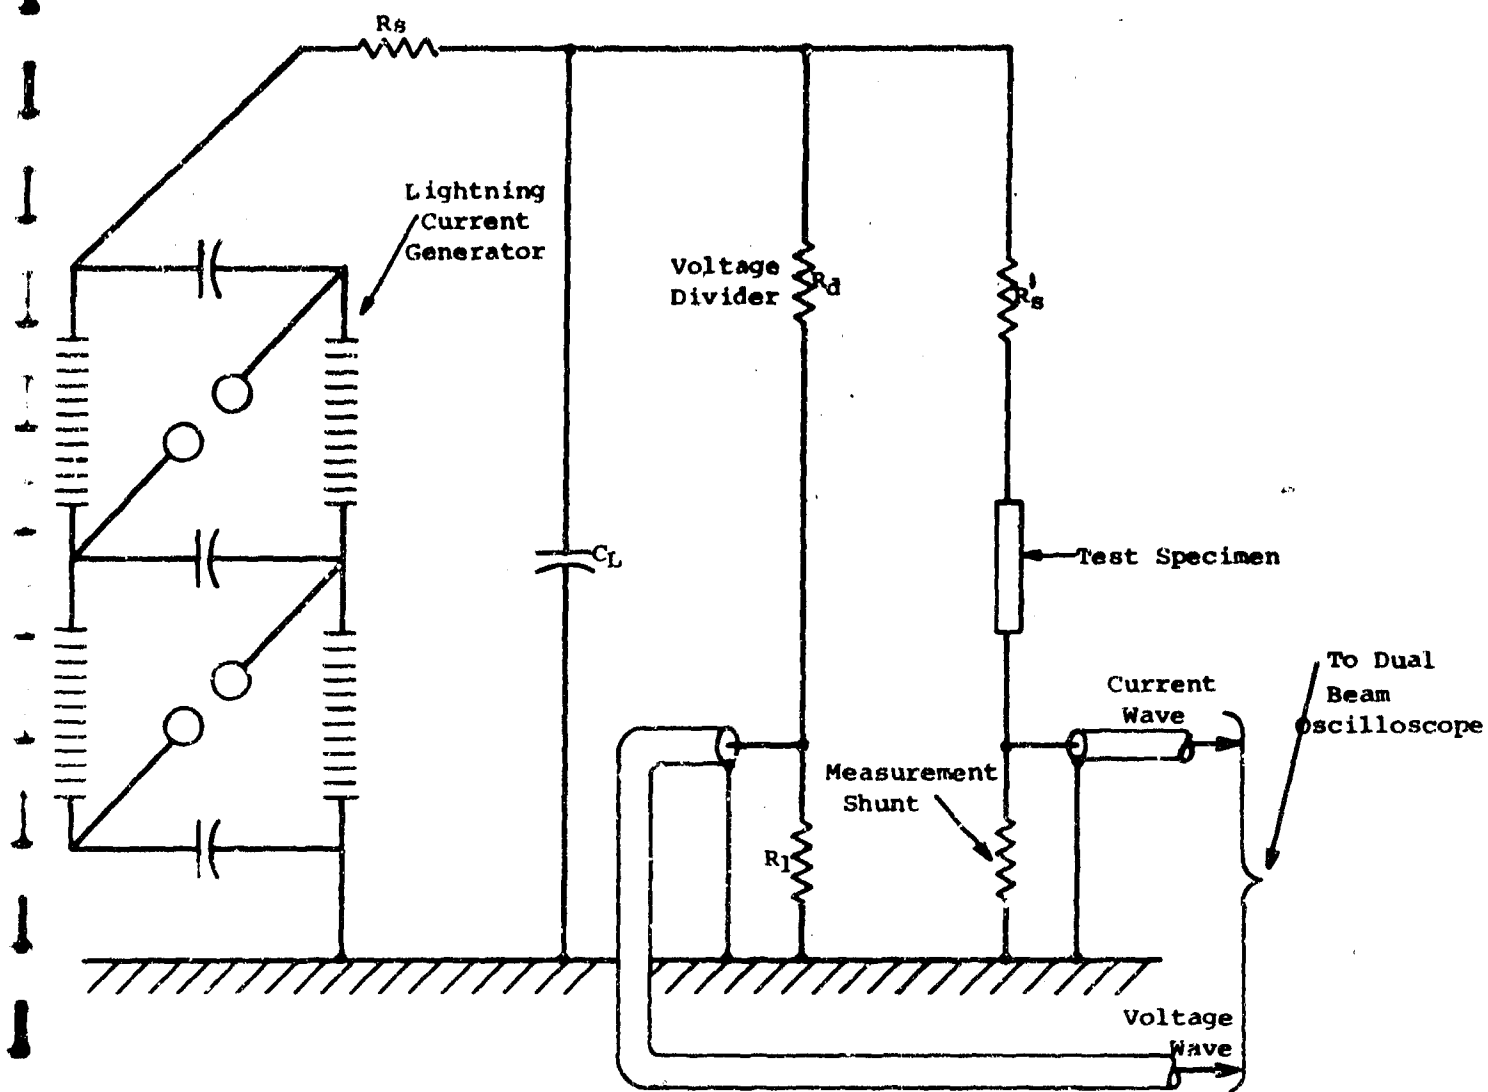 Rs
Lightning
Current
Generator
Voltage
Divider
Rd
R's
CL
Test Specimen
To Dual
Beam
Oscilloscope
Current
Wave
Measurement
Shunt
R1
Voltage
Wave